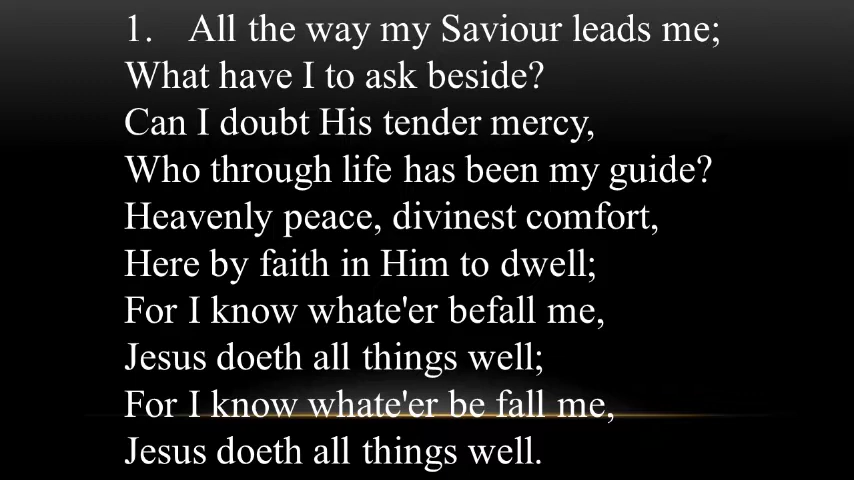 1. All the way my Saviour leads me;
What have I to ask beside?
Can I doubt His tender mercy,
Who through life has been my guide?
Heavenly peace, divinest comfort,
Here by faith in Him to dwell;
For I know whate'er befall me,
Jesus doeth all things well;
For I know whate'er be fall me,
Jesus doeth all things well.